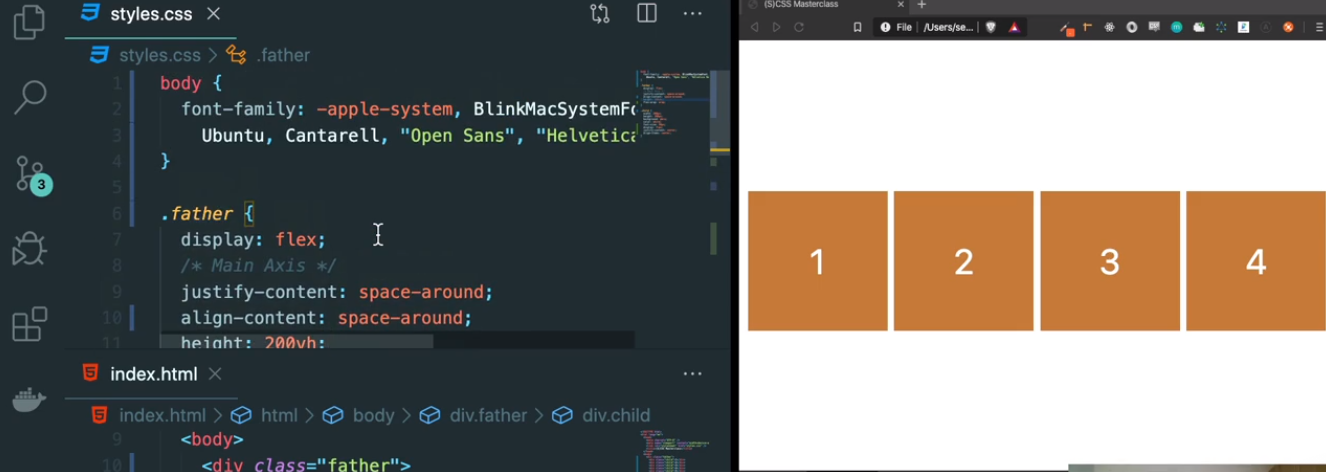 styles.css
styles.css > .father
1 body {
2 font-family: -apple-system, BlinkMacSystemFo
3 Ubuntu, Cantarell, "Open Sans", "Helvetica
4 }
5
6 .father {
7 display: flex;
8 /* Main Axis */
9 justify-content: space-around;
10 align-content: space-around;
11 height: 200vh;
3
index.html
index.html > html > body > div.father > div.child
9 <body>
10 <div class="father">
(S)CSS Masterclass
File /Users/se...
1 2 3 4